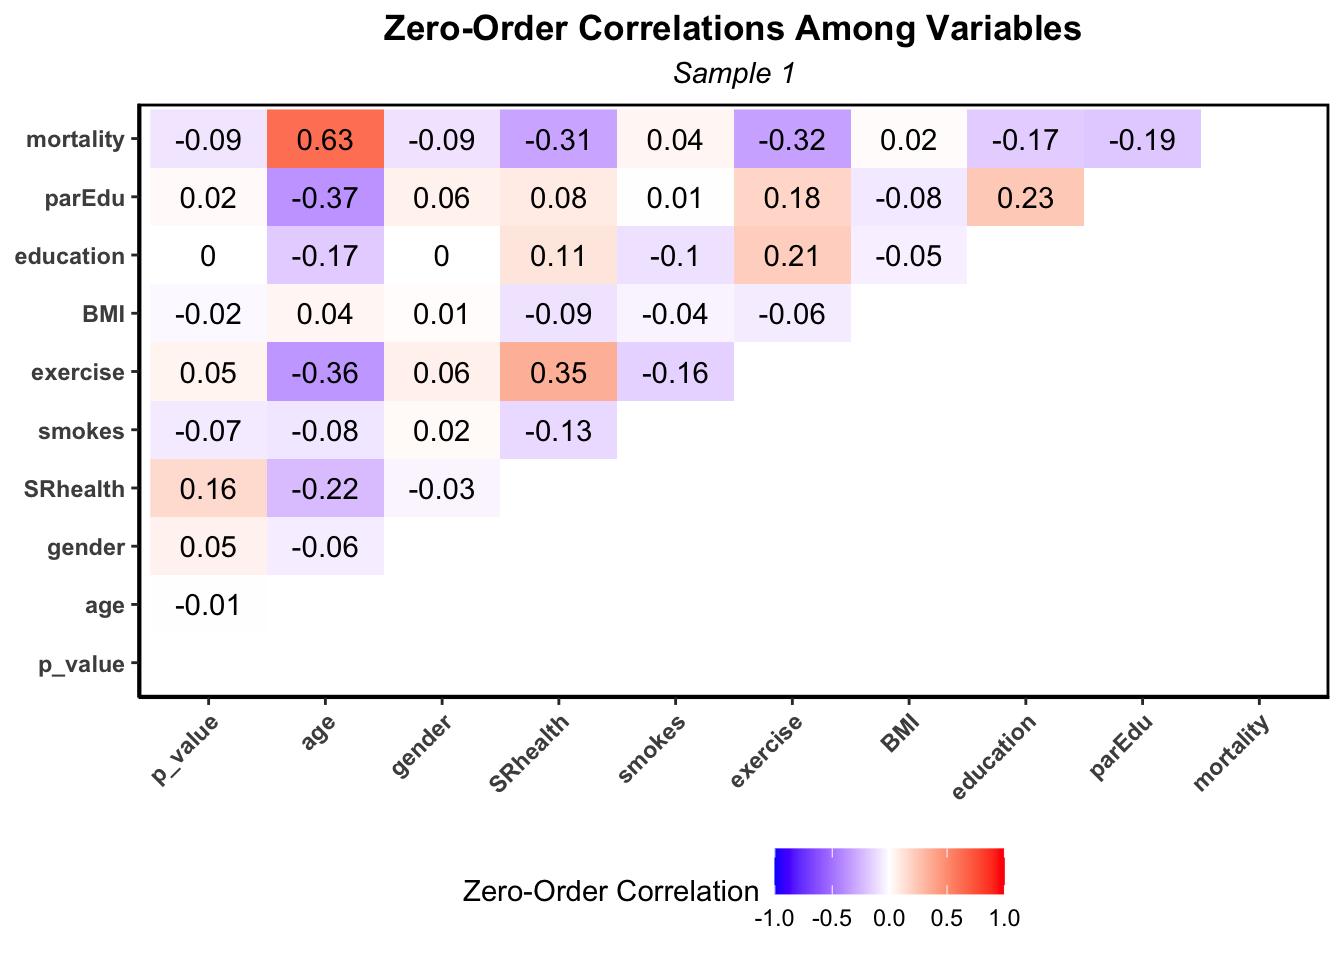 Zero-Order Correlations Among Variables
Sample 1
mortality -0.09 0.63 -0.09 -0.31 0.04 -0.32 0.02 -0.17 -0.19
parEdu 0.02 -0.37 0.06 0.08 0.01 0.18 -0.08 0.23
education 0 -0.17 0 0.11 -0.1 0.21 -0.05
BMI -0.02 0.04 0.01 -0.09 -0.04 -0.06
exercise 0.05 -0.36 0.06 0.35 -0.16
smokes -0.07 -0.08 0.02 -0.13
SRhealth 0.16 -0.22 -0.03
gender 0.05 -0.06
age -0.01
p_value
p_value age gender SRhealth smokes exercise BMI education parEdu mortality
Zero-Order Correlation
-1.0 -0.5 0.0 0.5 1.0